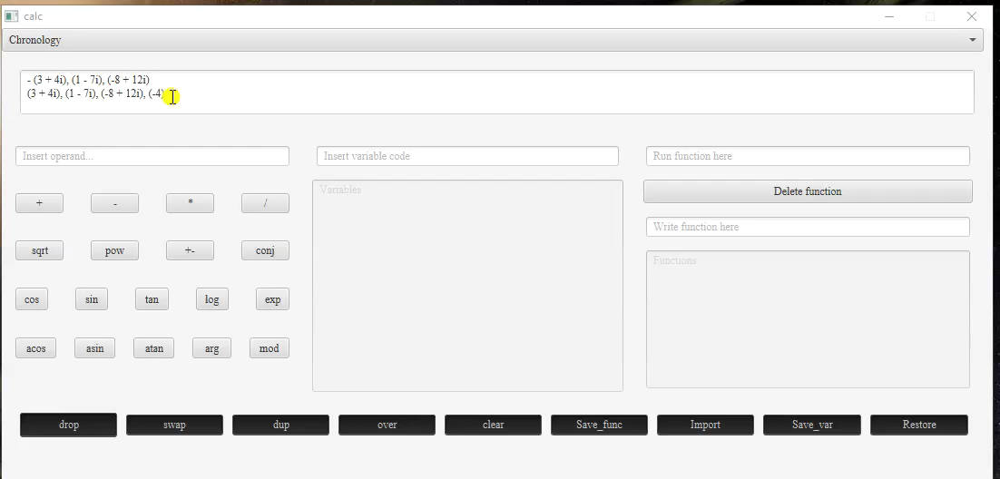 calc
Chronology
- (3 + 4i), (1 - 7i), (-8 + 12i)
(3 + 4i), (1 - 7i), (-8 + 12i), (-4)
Insert operand...
Insert variable code
Run function here
+ - * /
Variables
Delete function
Write function here
sqrt pow +- conj
Functions
cos sin tan log exp
acos asin atan arg mod
drop swap dup over clear Save_func Import Save_var Restore